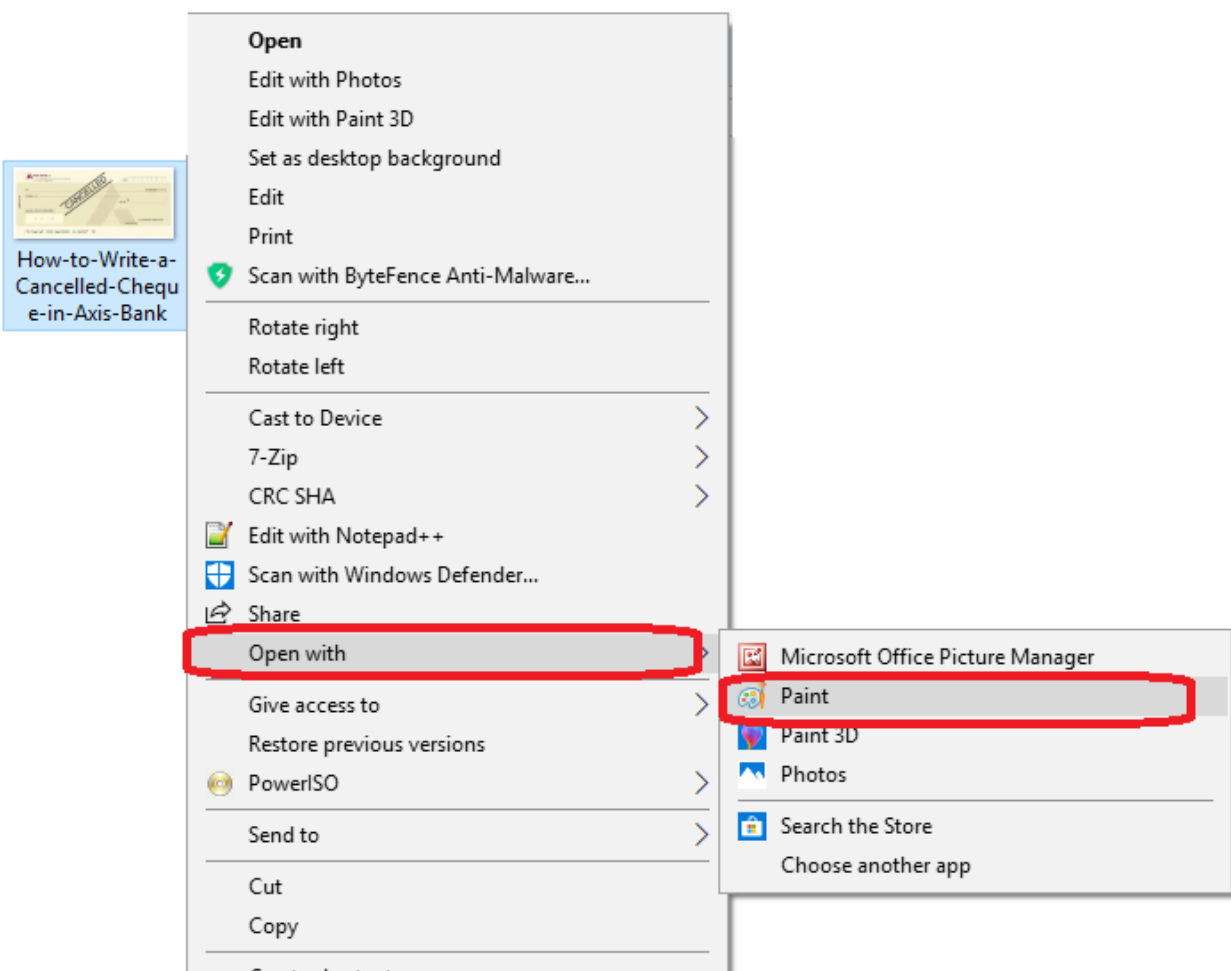 Open
Edit with Photos
Edit with Paint 3D
Set as desktop background
Edit
Print
Scan with ByteFence Anti-Malware...
Rotate right
Rotate left
Cast to Device
7-Zip
CRC SHA
Edit with Notepad++
Scan with Windows Defender...
Share
Open with
Give access to
Restore previous versions
PowerISO
Send to
Cut
Copy
CANCELLED
How-to-Write-a-
Cancelled-Chequ
e-in-Axis-Bank
Microsoft Office Picture Manager
Paint
Paint 3D
Photos
Search the Store
Choose another app